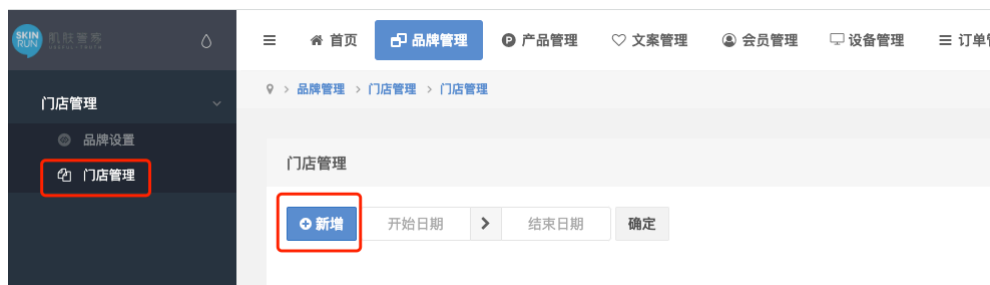 SKIN RUN 肌肤管家
首页 品牌管理 产品管理 文案管理 会员管理 设备管理
品牌管理 > 门店管理 > 门店管理
门店管理
品牌设置
门店管理
门店管理
新增 开始日期 结束日期 确定